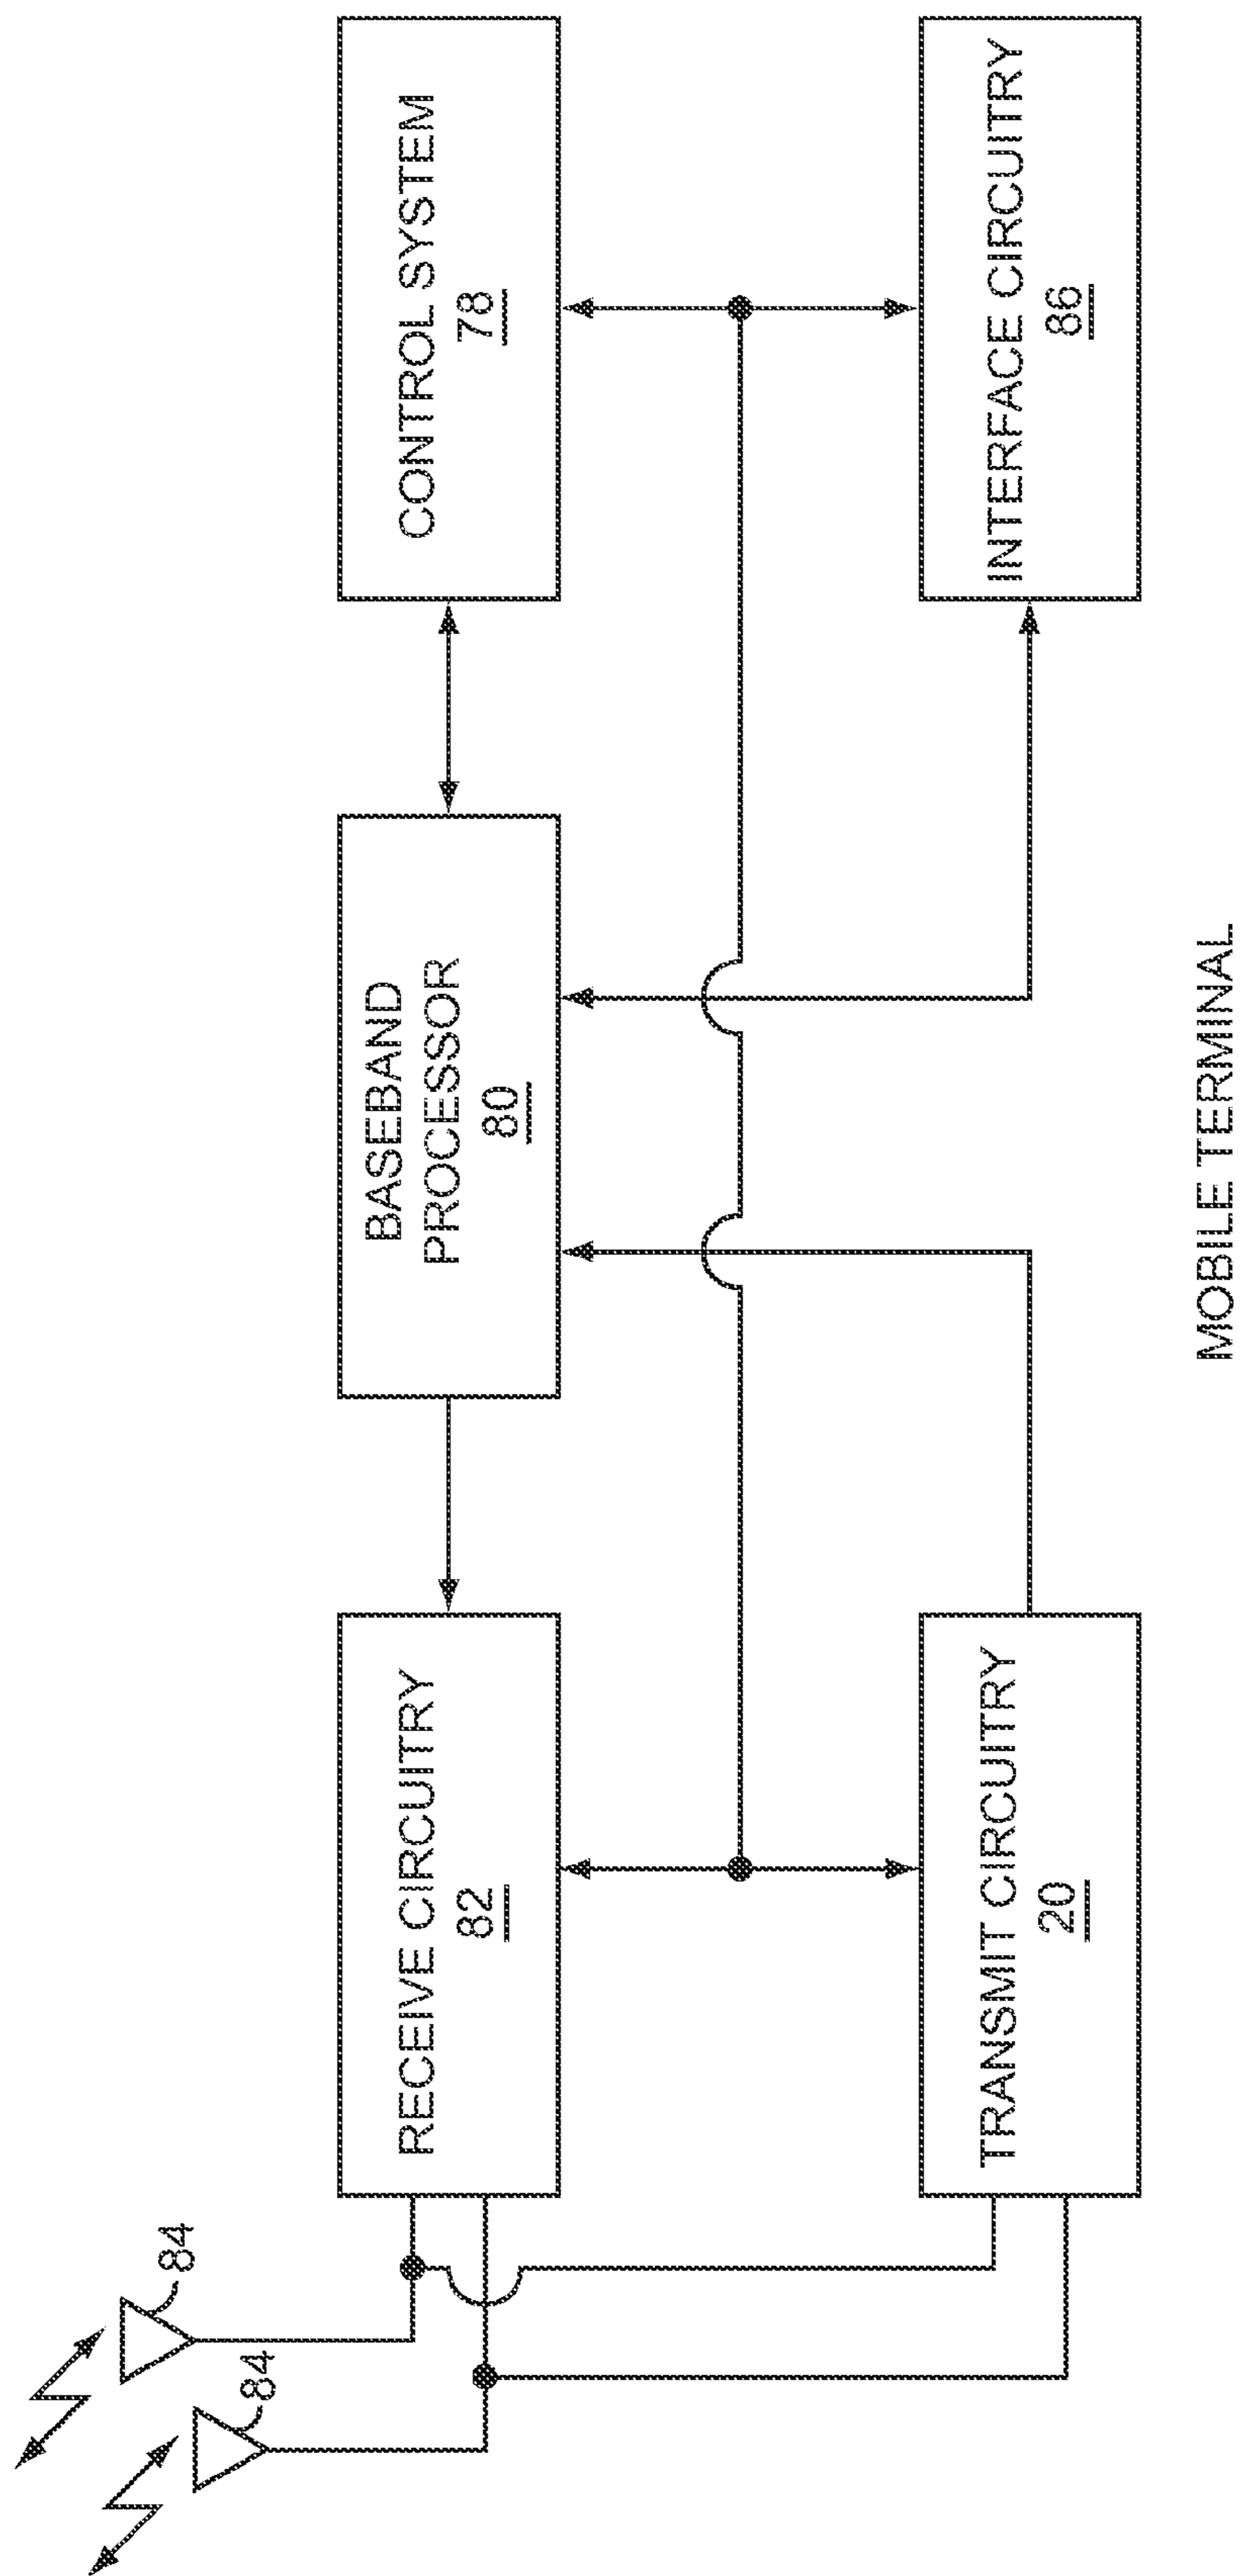 84
84
RECEIVE CIRCUITRY
82
BASEBAND
PROCESSOR
80
CONTROL SYSTEM
78
TRANSMIT CIRCUITRY
20
INTERFACE CIRCUITRY
86
MOBILE TERMINAL